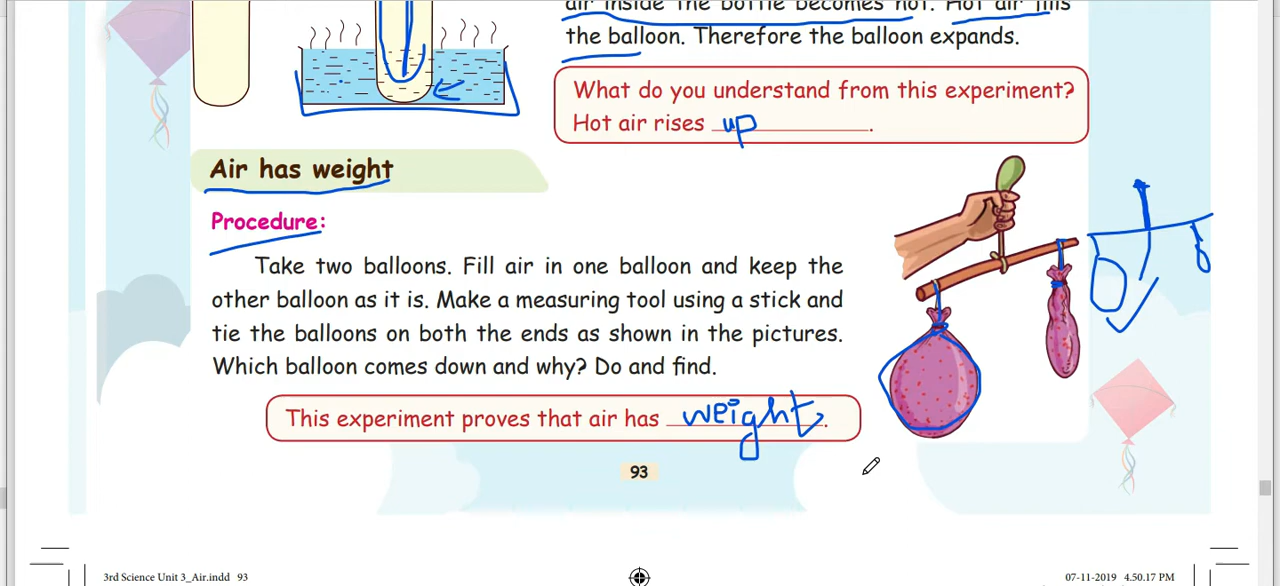 air inside the bottle becomes hot. Hot air fills
the balloon. Therefore the balloon expands.
What do you understand from this experiment?
Hot air rises up.
Air has weight
Procedure:
Take two balloons. Fill air in one balloon and keep the
other balloon as it is. Make a measuring tool using a stick and
tie the balloons on both the ends as shown in the pictures.
Which balloon comes down and why? Do and find.
This experiment proves that air has weight.
93
3rd Science Unit 3_Air.indd 93
07-11-2019 4.50.17 PM